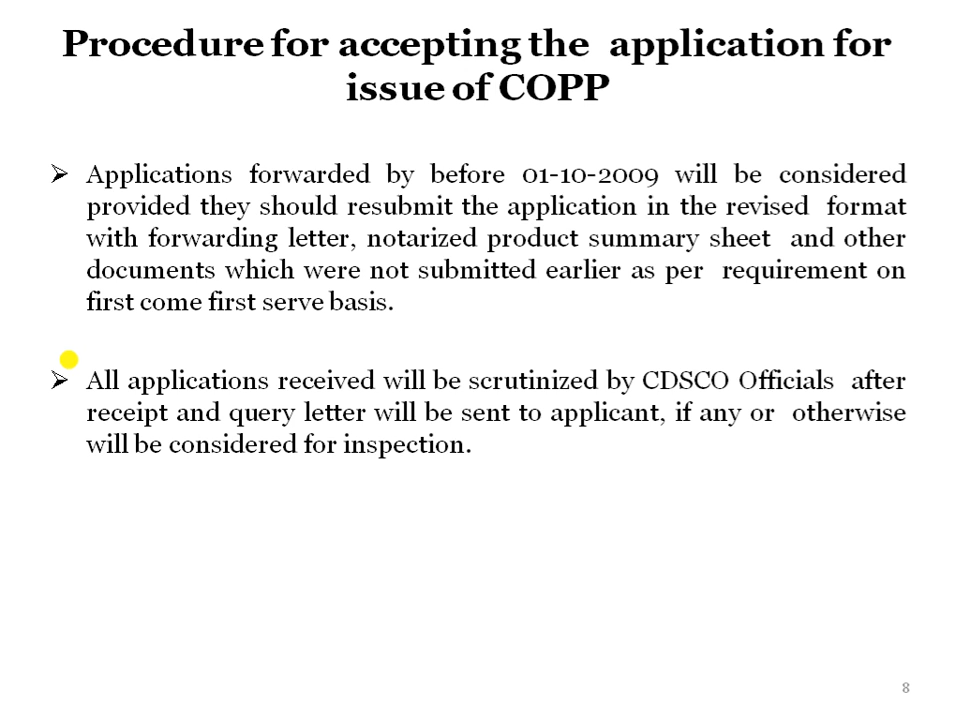 Procedure for accepting the application for
issue of COPP
➢ Applications forwarded by before 01-10-2009 will be considered
provided they should resubmit the application in the revised format
with forwarding letter, notarized product summary sheet and other
documents which were not submitted earlier as per requirement on
first come first serve basis.
➢ All applications received will be scrutinized by CDSCO Officials after
receipt and query letter will be sent to applicant, if any or otherwise
will be considered for inspection.
8